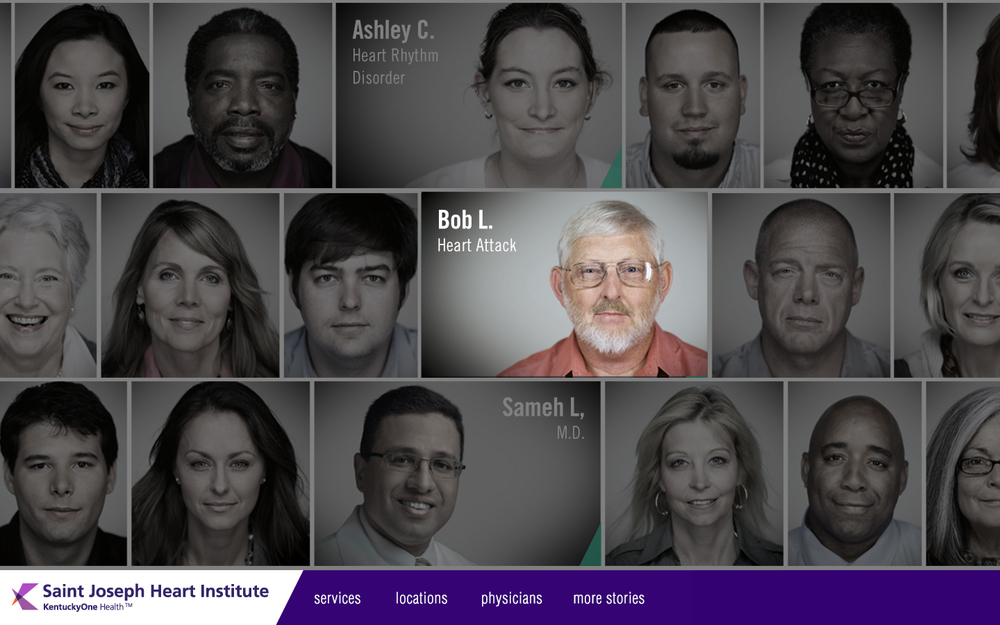 Ashley C.
Heart Rhythm
Disorder
Bob L.
Heart Attack
Sameh L,
M.D.
Saint Joseph Heart Institute
KentuckyOne Health™
services
locations
physicians
more stories